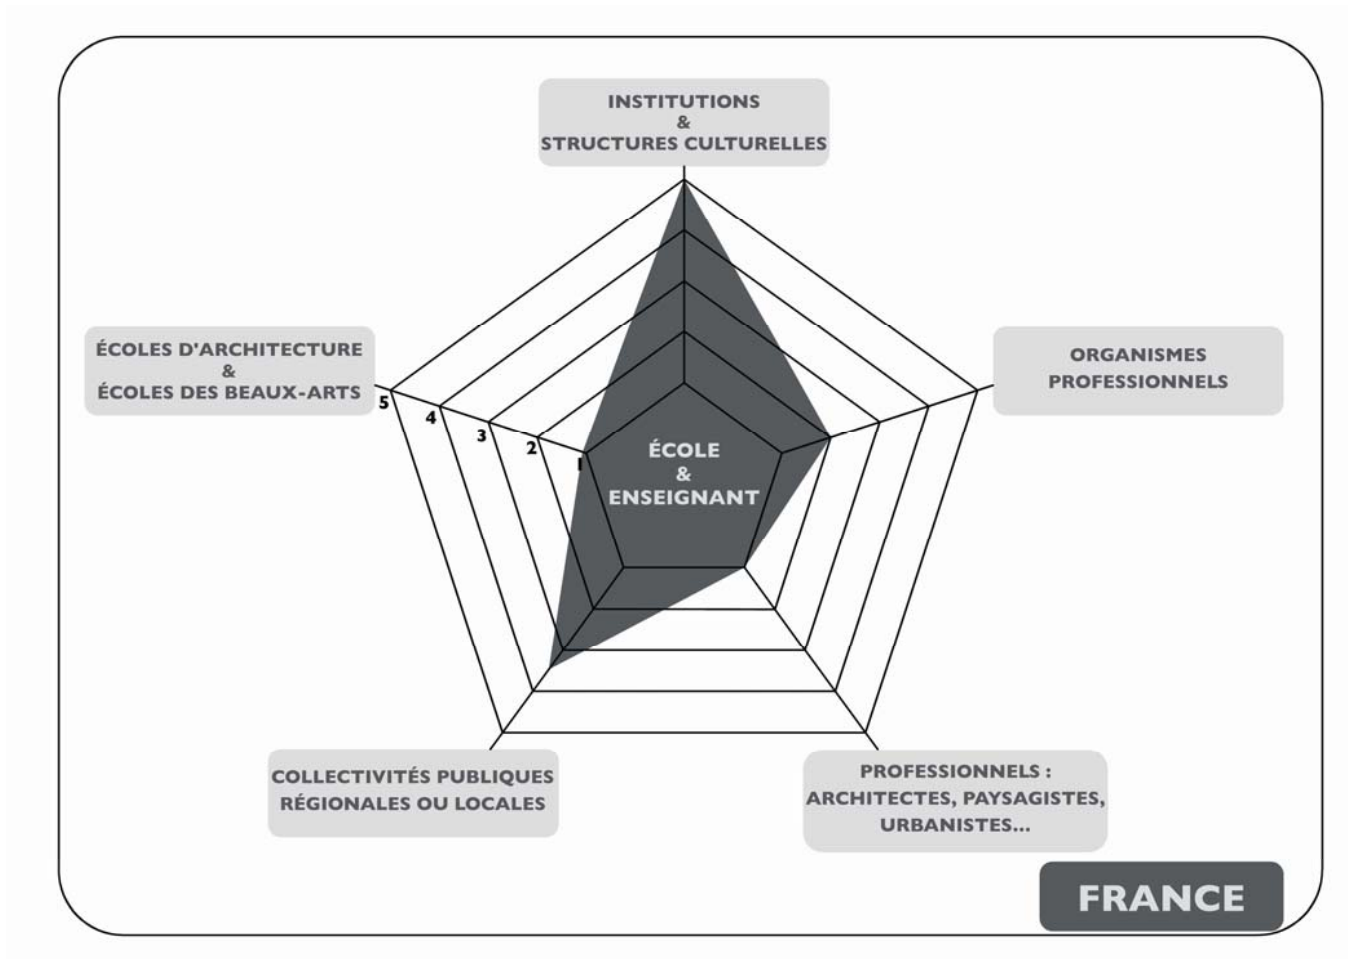 INSTITUTIONS
&
STRUCTURES CULTURELLES
ÉCOLES D'ARCHITECTURE
&
ÉCOLES DES BEAUX-ARTS
ORGANISMES
PROFESSIONNELS
5
4
3
2
1
ÉCOLE
&
ENSEIGNANT
COLLECTIVITÉS PUBLIQUES
RÉGIONALES OU LOCALES
PROFESSIONNELS :
ARCHITECTES, PAYSAGISTES,
URBANISTES...
FRANCE